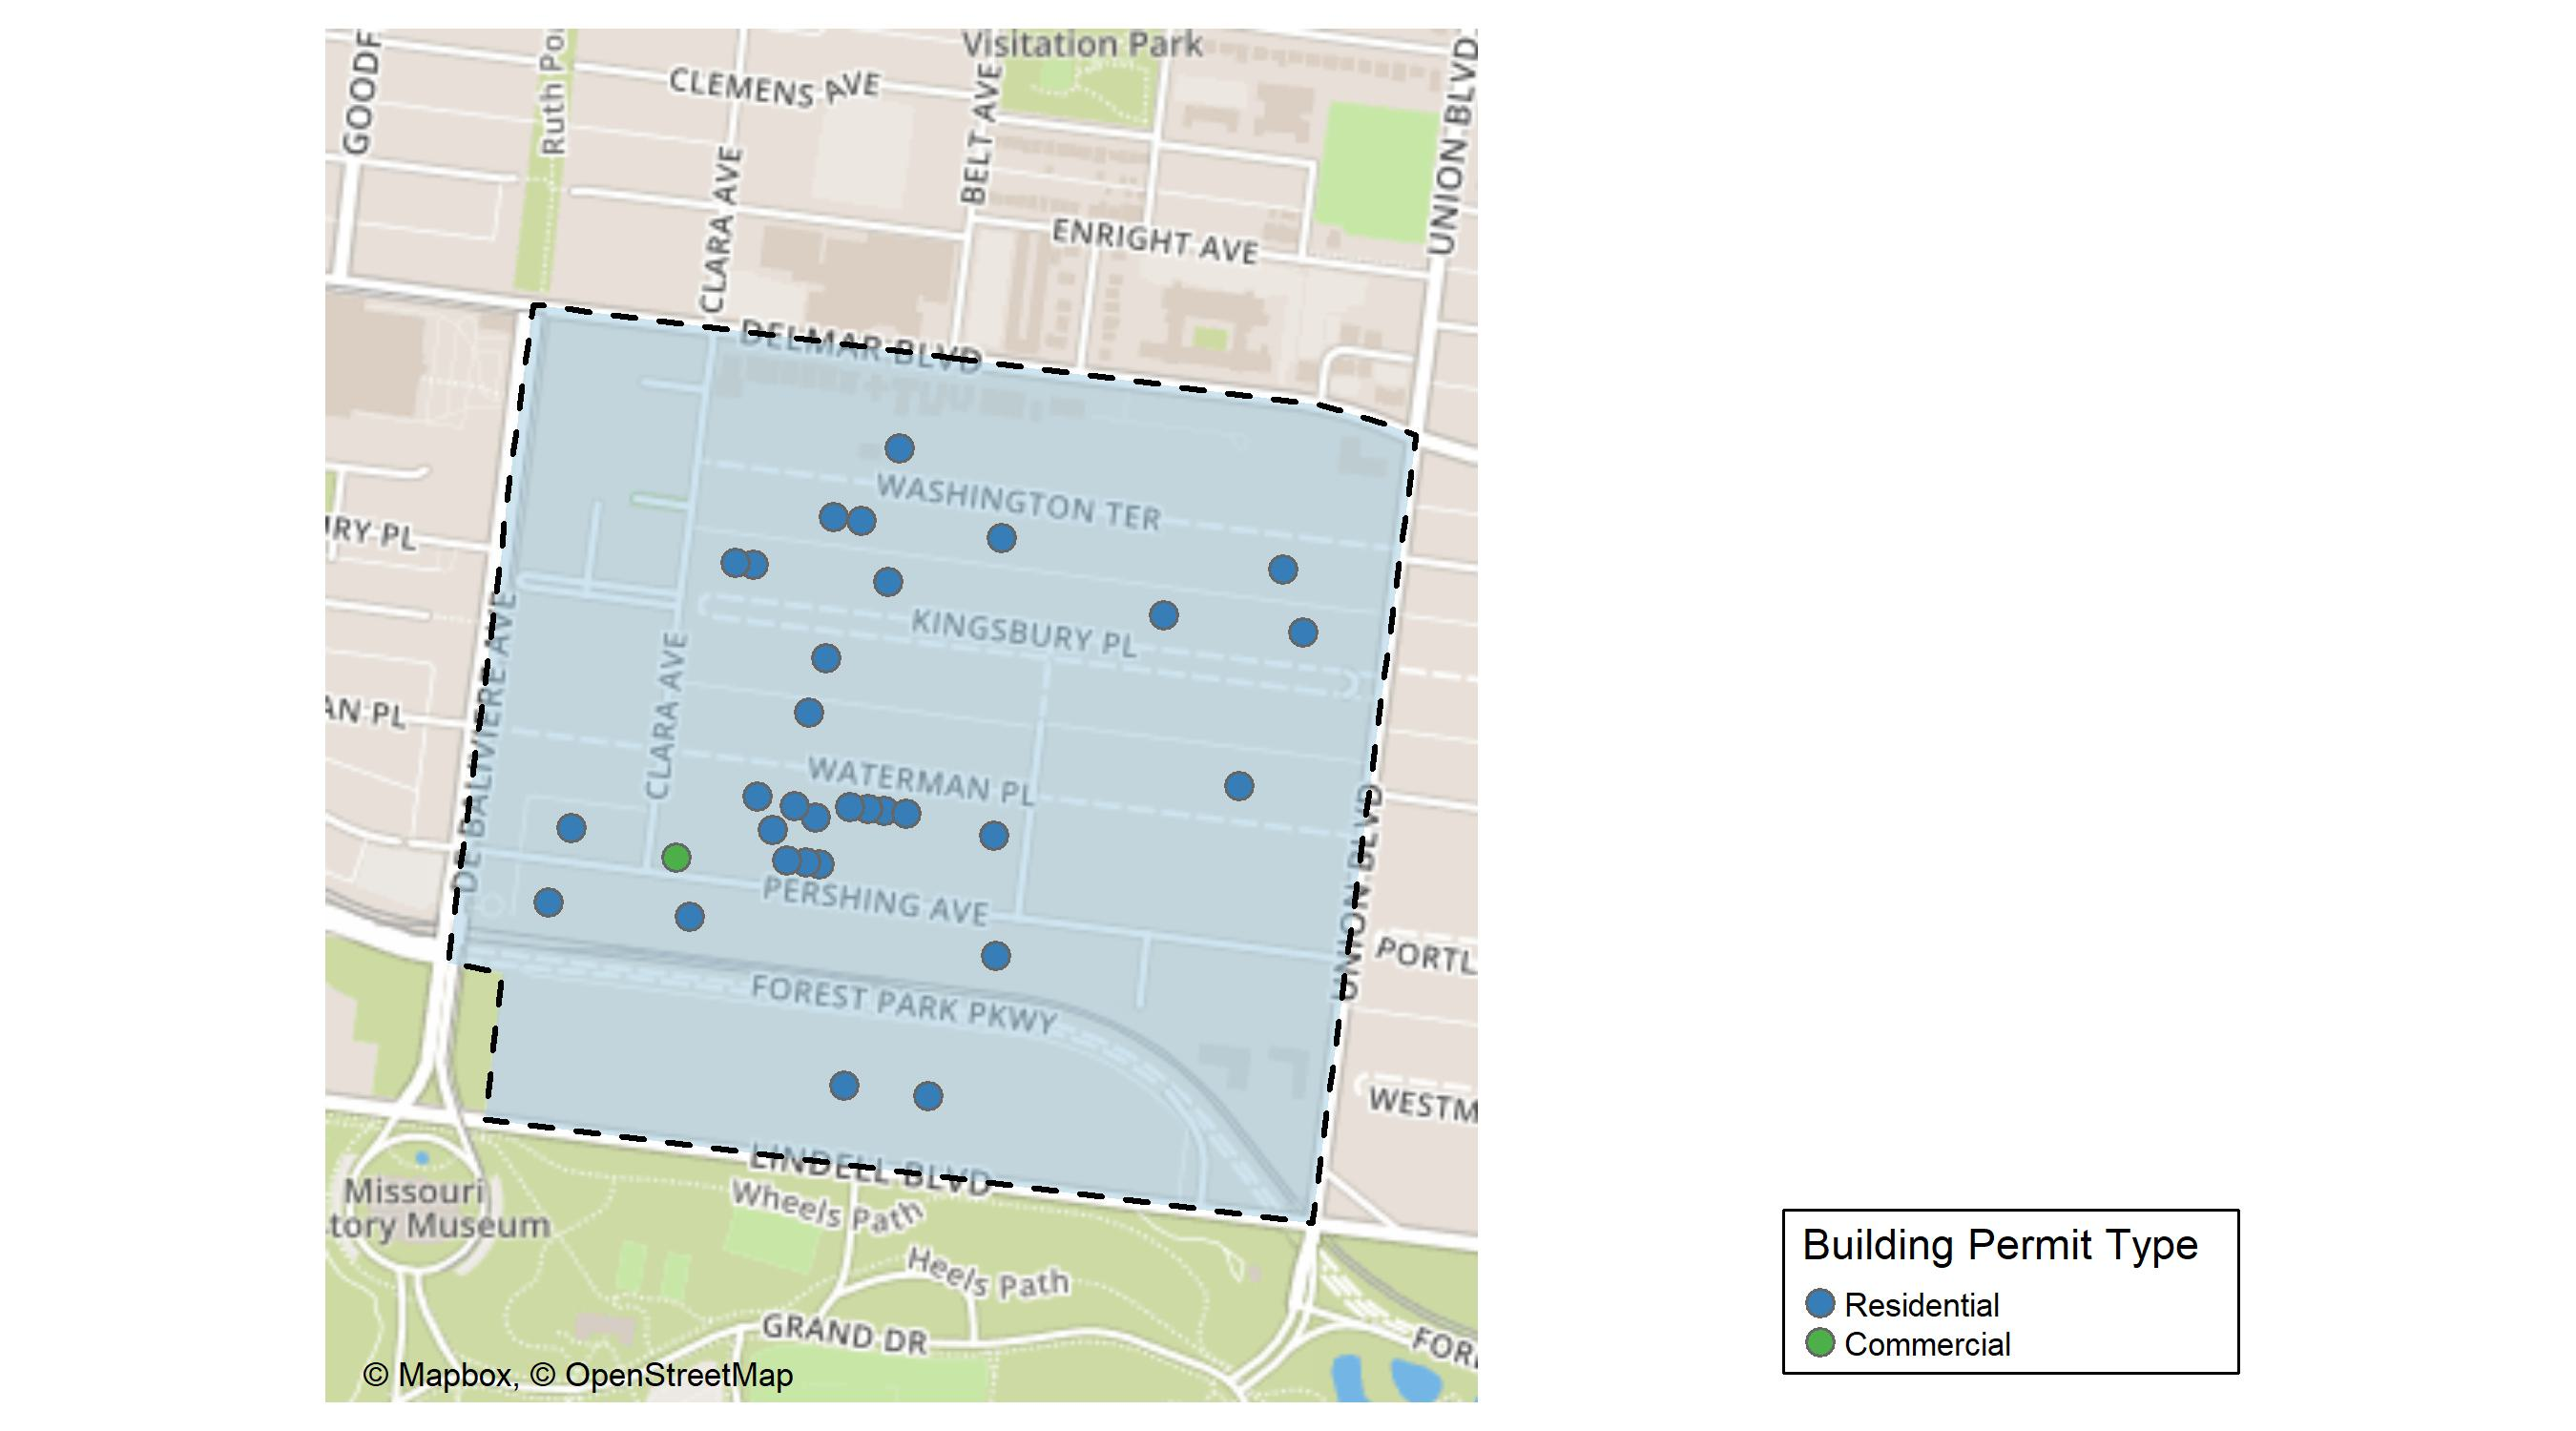 Visitation Park
GOODF
Ruth Po
CLEMENS AVE
BELT AVE
UNION BLVD
CLARA AVE
ENRIGHT AVE
DELMAR BLVD
WASHINGTON TER
RY PL
KINGSBURY PL
DE BALIVIERE AVE
CLARA AVE
AN PL
WATERMAN PL
UNION BLVD
PERSHING AVE
PORTL
FOREST PARK PKWY
WESTM
LINDELL BLVD
Missouri
tory Museum
Wheels Path
Heels Path
GRAND DR
FOR
© Mapbox, © OpenStreetMap
Building Permit Type
Residential
Commercial